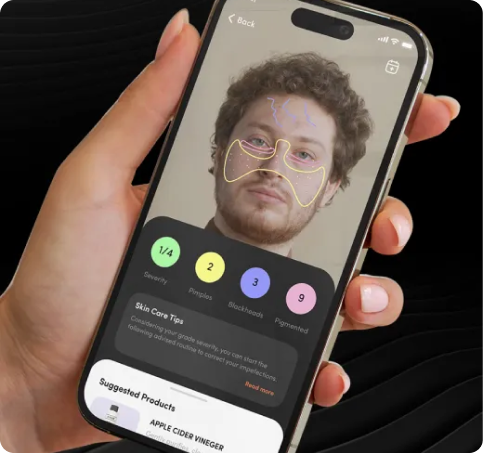 Back
1/4
2
3
9
Severity
Pimples
Blackheads
Pigmented
Skin Care Tips
Considering your grade severity, you can start the
following advised routine to correct your imperfections
Read more
Suggested Products
APPLE CIDER VINEGER